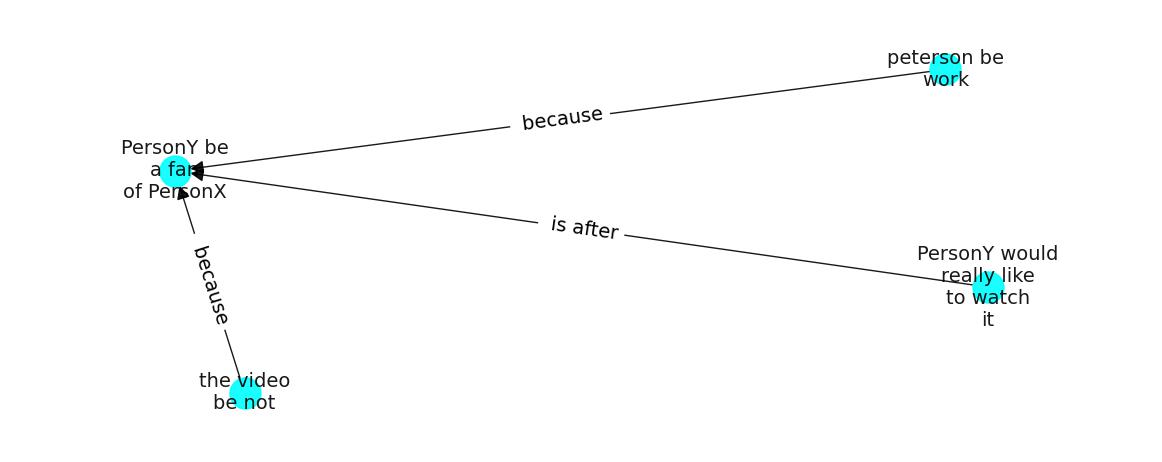 peterson be
work
because
PersonY be
a fan
of PersonX
is after
PersonY would
really like
to watch
it
because
the video
be not